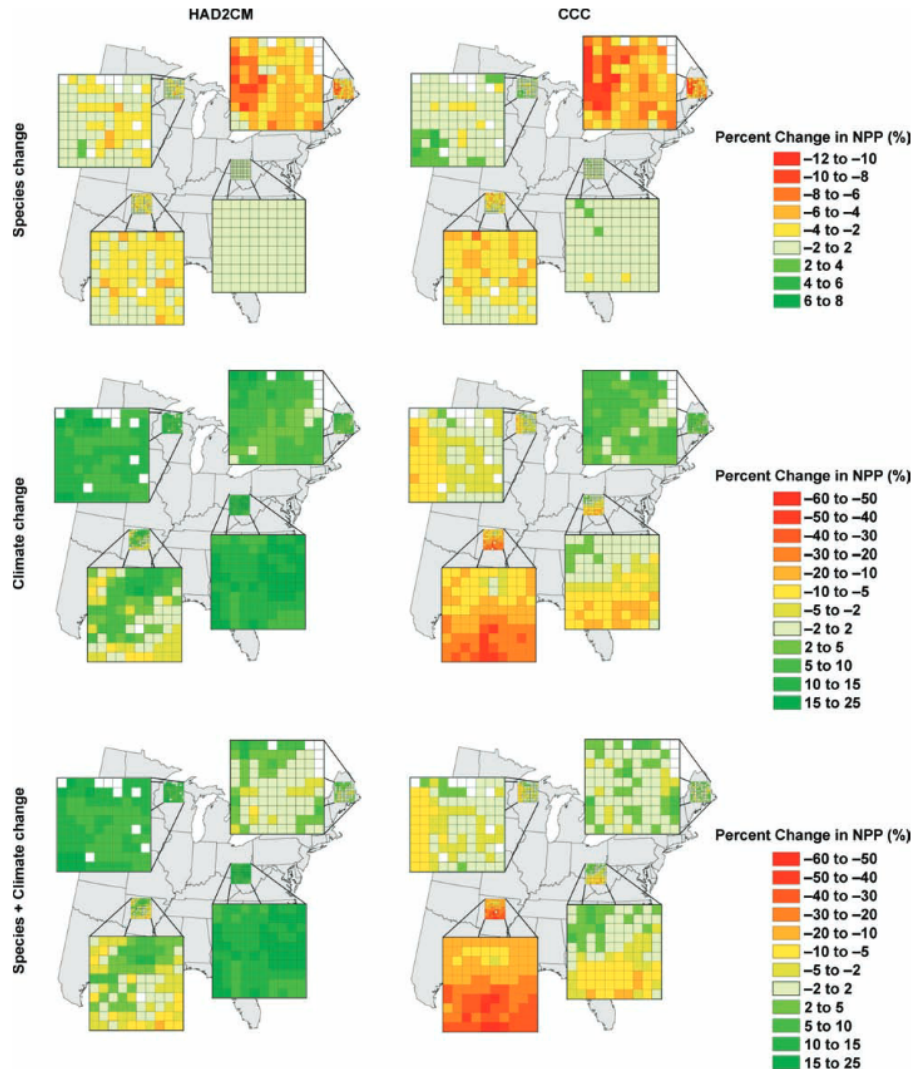 HAD2CM
CCC
Species change
Percent Change in NPP (%)
–12 to –10
–10 to –8
–8 to –6
–6 to –4
–4 to –2
–2 to 2
2 to 4
4 to 6
6 to 8
Climate change
Percent Change in NPP (%)
–60 to –50
–50 to –40
–40 to –30
–30 to –20
–20 to –10
–10 to –5
–5 to –2
–2 to 2
2 to 5
5 to 10
10 to 15
15 to 25
Species + Climate change
Percent Change in NPP (%)
–60 to –50
–50 to –40
–40 to –30
–30 to –20
–20 to –10
–10 to –5
–5 to –2
–2 to 2
2 to 5
5 to 10
10 to 15
15 to 25